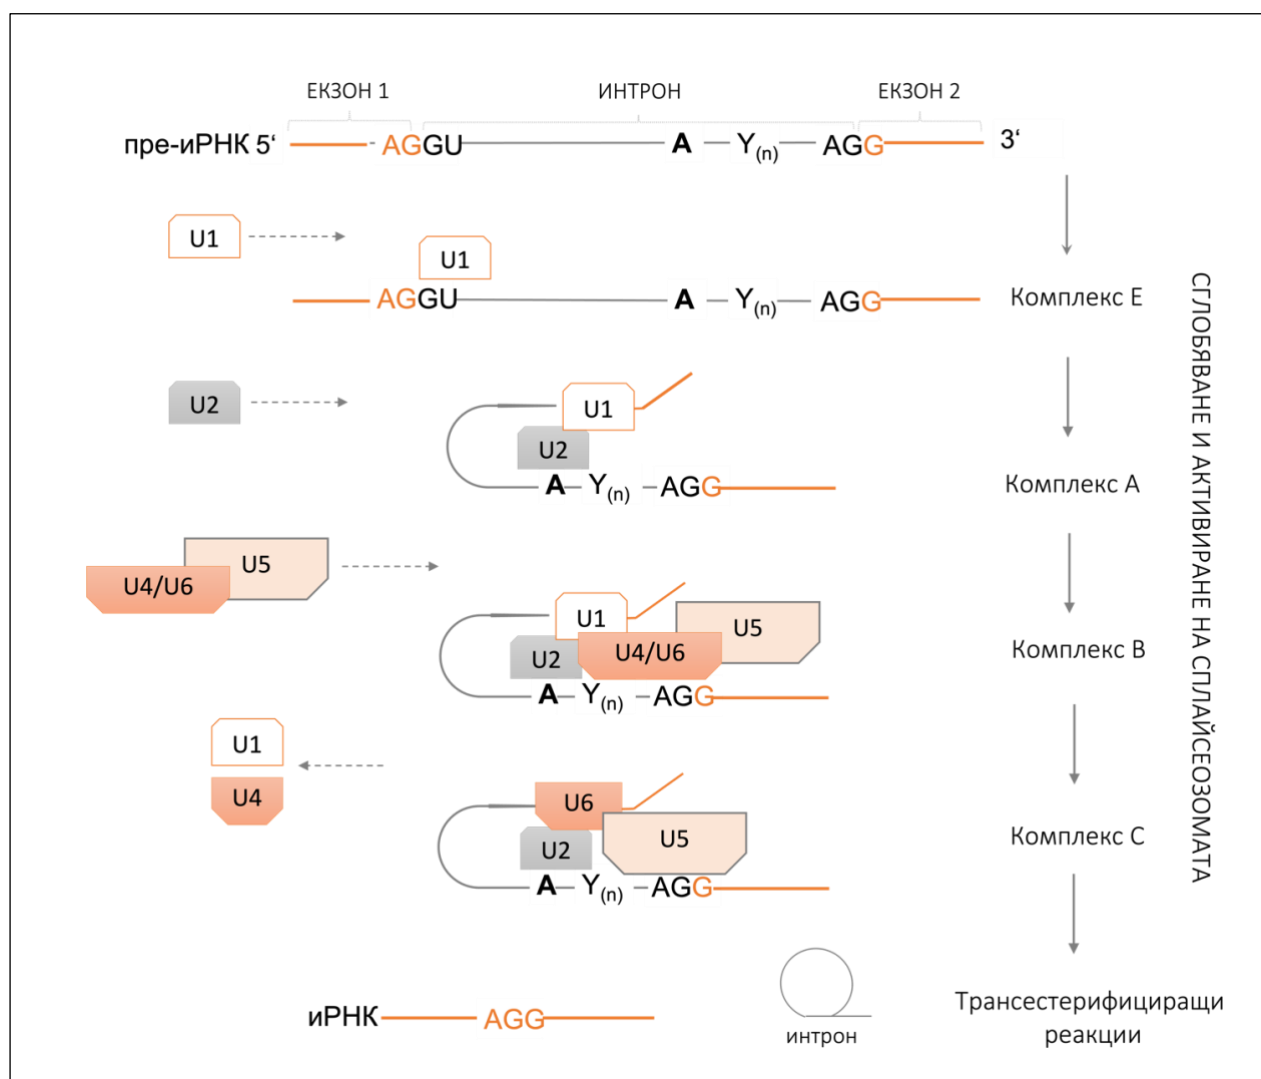 ЕКЗОН 1 ИНТРОН ЕКЗОН 2
пре-иРНК 5‘ AGGU A Y(n) AGG 3‘
U1
U1
AGGU A Y(n) AGG Комплекс Е
U2
U1
U2
A Y(n) AGG Комплекс А
U5
U4/U6
U1 U5
U2 U4/U6
A Y(n) AGG Комплекс В
U1
U4
U6
U5
U2
A Y(n) AGG Комплекс С
СГЛОБЯВАНЕ И АКТИВИРАНЕ НА СПЛАЙСЕОЗОМАТА
иРНК AGG
интрон
Трансестерифициращи
реакции